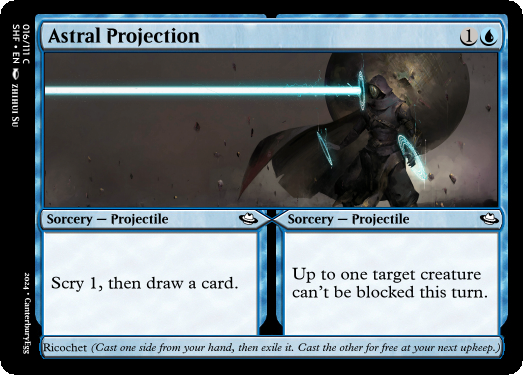 Astral Projection
1
Sorcery — Projectile
Scry 1, then draw a card.
Sorcery — Projectile
Up to one target creature
can't be blocked this turn.
Ricochet (Cast one side from your hand, then exile it. Cast the other for free at your next upkeep.)
016/111 C
SHF • EN Zhihui Su
2024 • CanterburyEgg